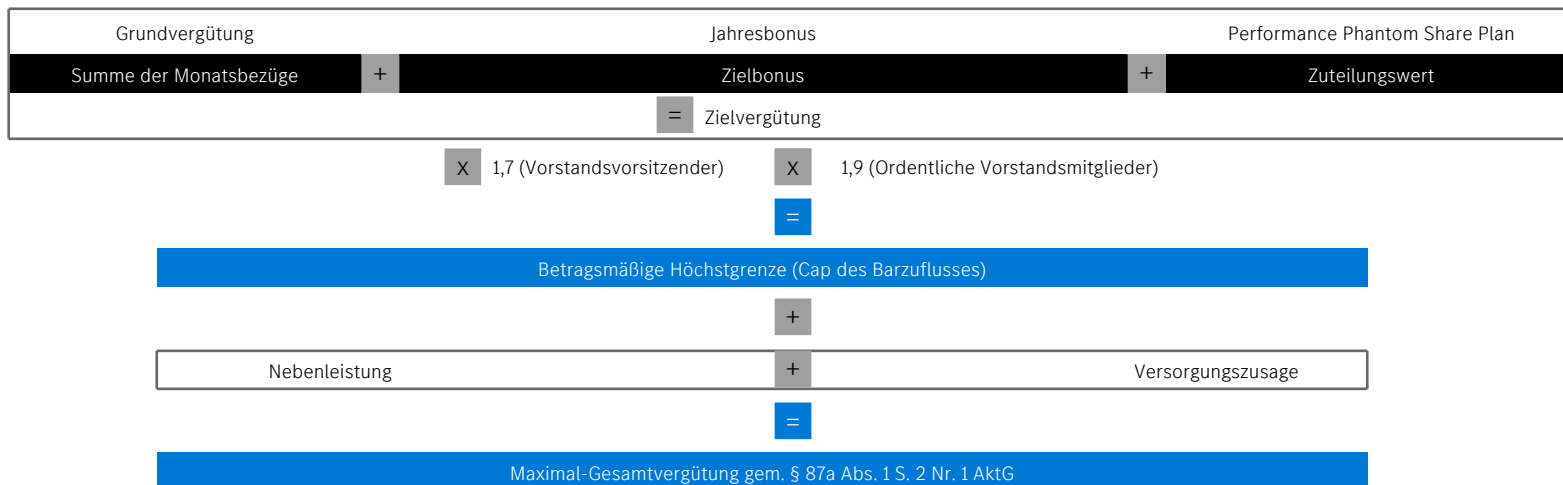 Grundvergütung Jahresbonus Performance Phantom Share Plan
Summe der Monatsbezüge + Zielbonus + Zuteilungswert
= Zielvergütung
X 1,7 (Vorstandsvorsitzender) X 1,9 (Ordentliche Vorstandsmitglieder)
=
Betragsmäßige Höchstgrenze (Cap des Barzuflusses)
+
Nebenleistung + Versorgungszusage
=
Maximal-Gesamtvergütung gem. § 87a Abs. 1 S. 2 Nr. 1 AktG